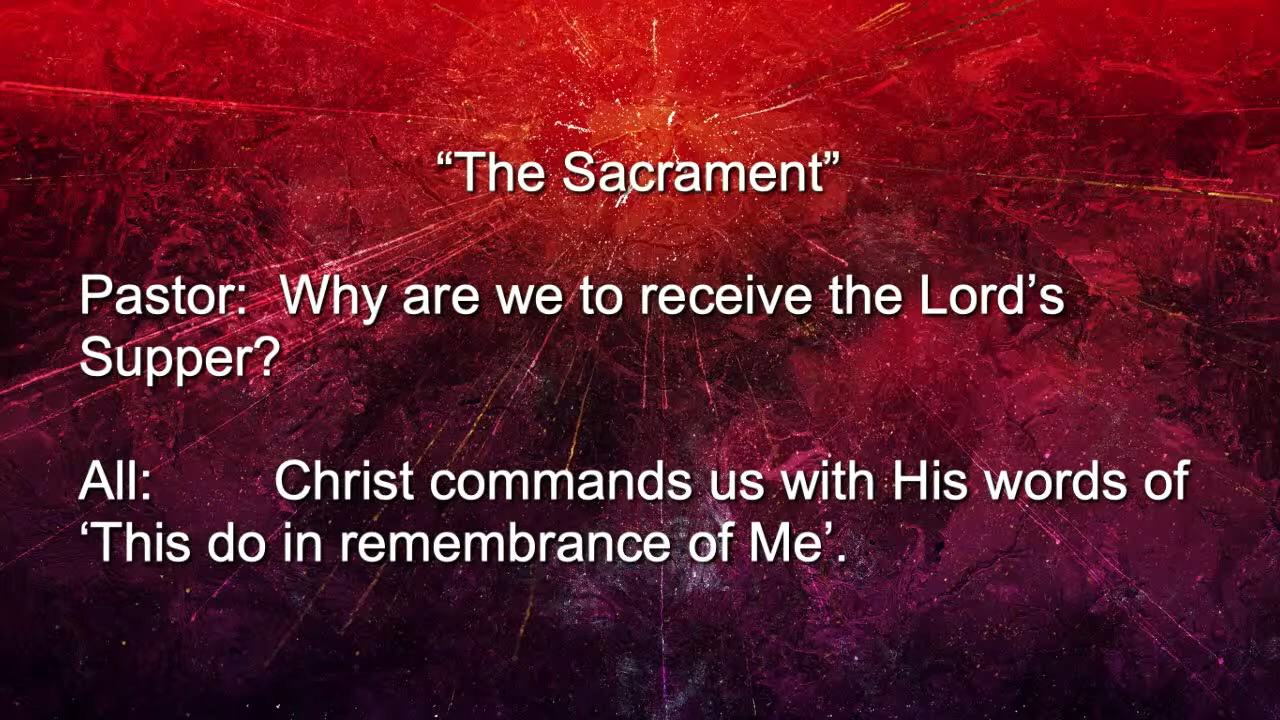 “The Sacrament”
Pastor:  Why are we to receive the Lord’s
Supper?
All:        Christ commands us with His words of
‘This do in remembrance of Me’.